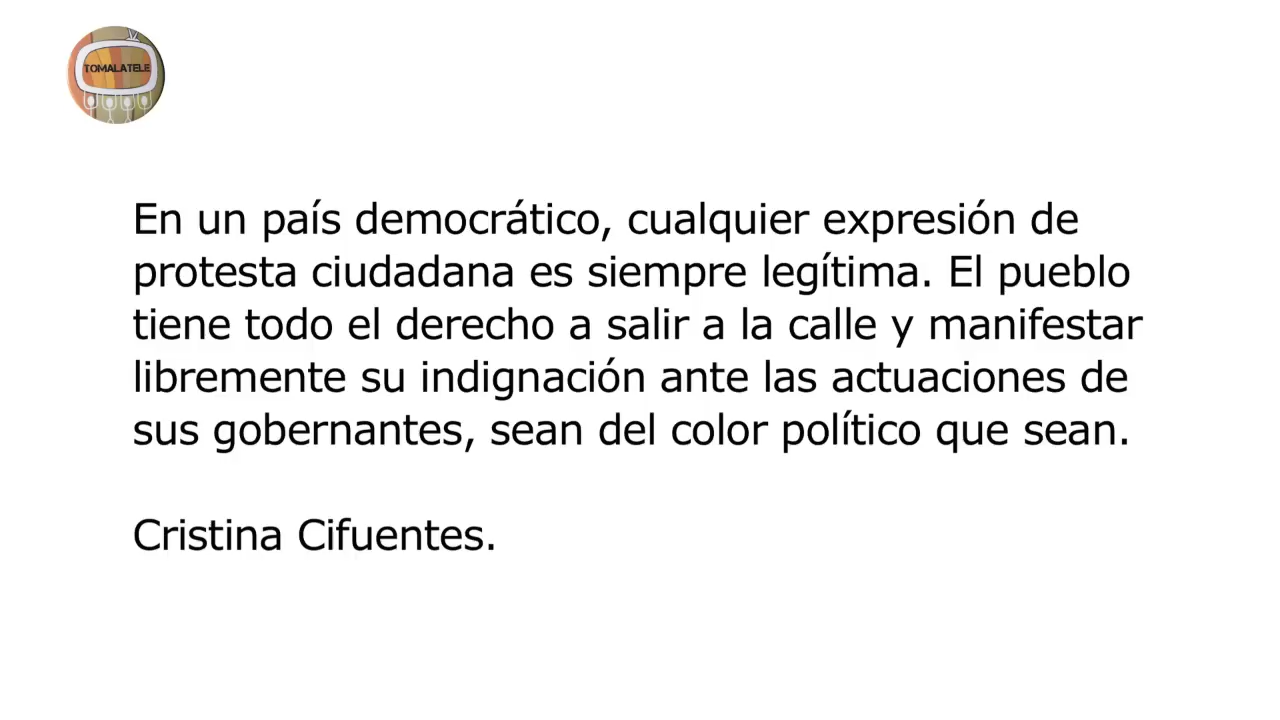 TOMALATELE
En un país democrático, cualquier expresión de
protesta ciudadana es siempre legítima. El pueblo
tiene todo el derecho a salir a la calle y manifestar
libremente su indignación ante las actuaciones de
sus gobernantes, sean del color político que sean.
Cristina Cifuentes.